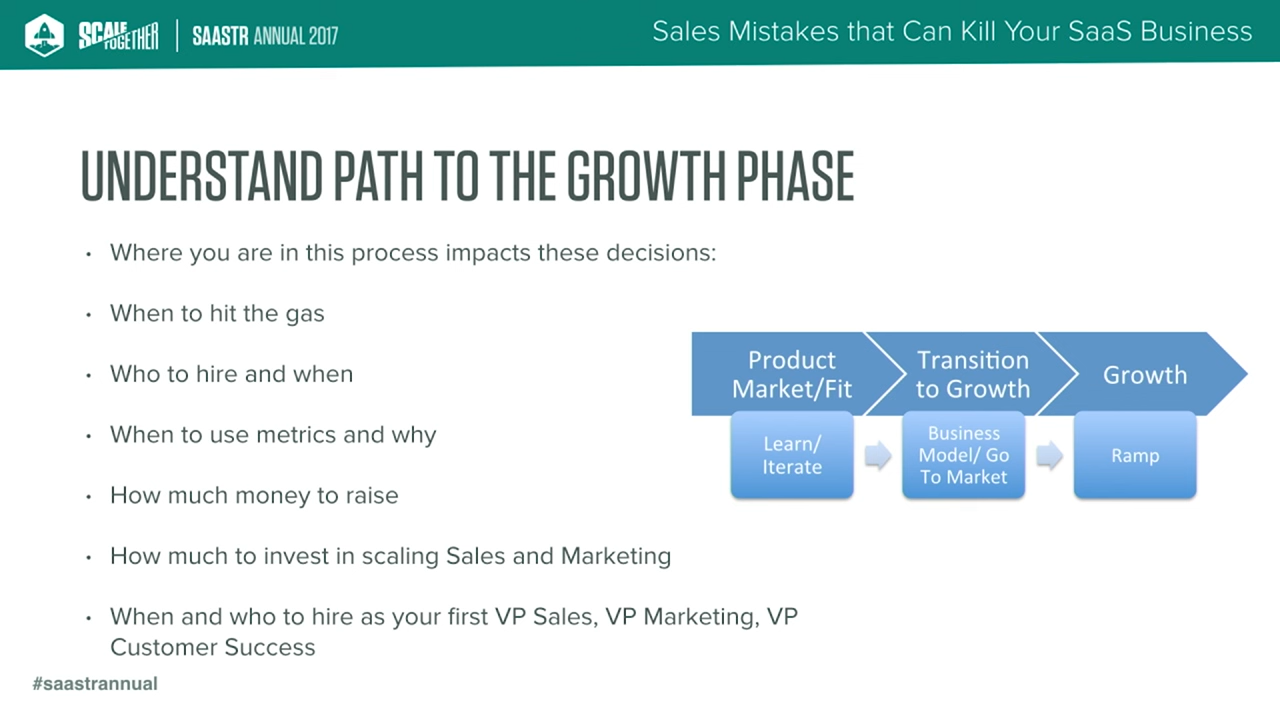 SCALE
TOGETHER
SAASTR ANNUAL 2017
Sales Mistakes that Can Kill Your SaaS Business
UNDERSTAND PATH TO THE GROWTH PHASE
• Where you are in this process impacts these decisions:
• When to hit the gas
• Who to hire and when
• When to use metrics and why
• How much money to raise
• How much to invest in scaling Sales and Marketing
• When and who to hire as your first VP Sales, VP Marketing, VP
Customer Success
Product
Market/Fit
Transition
to Growth
Growth
Learn/
Iterate
Business
Model/ Go
To Market
Ramp
#saastrannual